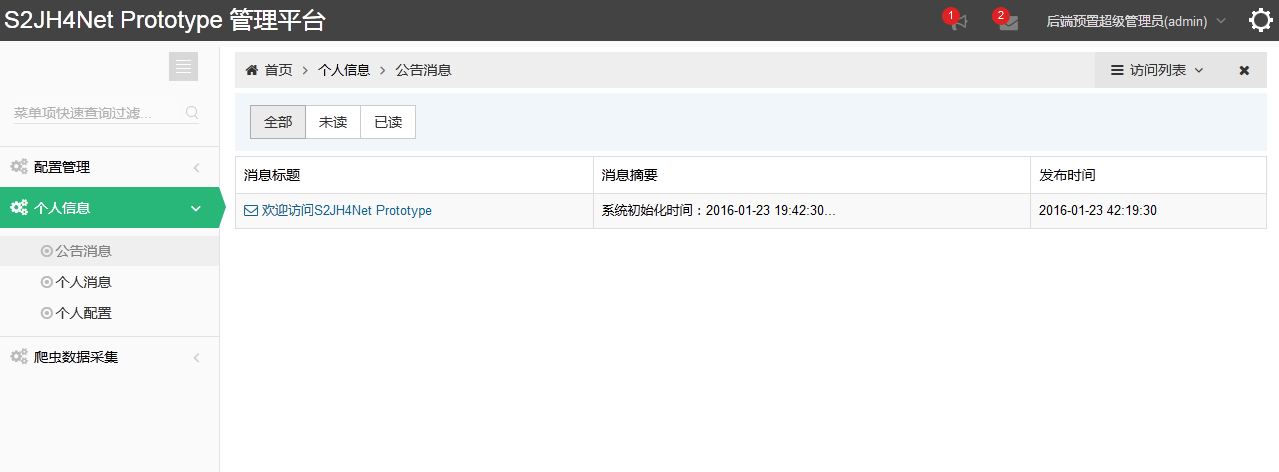 S2JH4Net Prototype 管理平台
1
2
后端预置超级管理员(admin)
首页 > 个人信息 > 公告消息
访问列表
菜单项快速查询过滤...
全部 未读 已读
配置管理
个人信息
公告消息
个人消息
个人配置
爬虫数据采集
消息标题 消息摘要 发布时间
欢迎访问S2JH4Net Prototype 系统初始化时间：2016-01-23 19:42:30... 2016-01-23 42:19:30